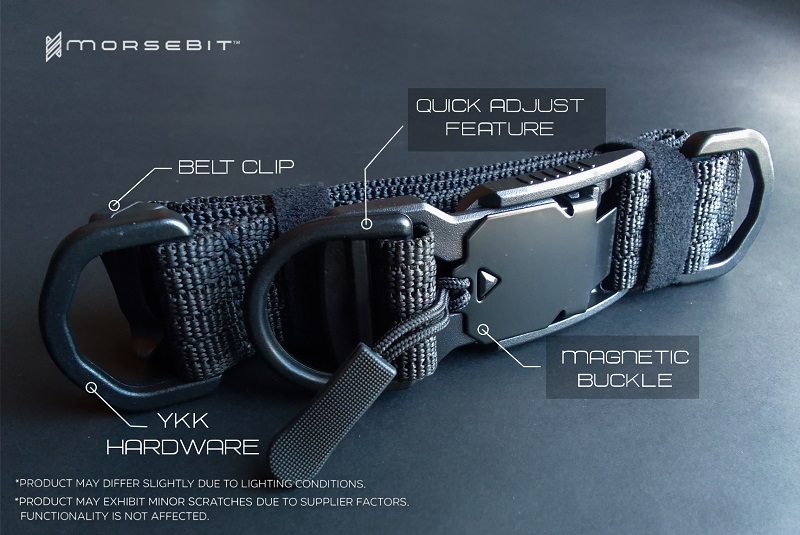 MORSEBIT™
QUICK ADJUST
FEATURE
BELT CLIP
MAGNETIC
BUCKLE
YKK
HARDWARE
*PRODUCT MAY DIFFER SLIGHTLY DUE TO LIGHTING CONDITIONS.
*PRODUCT MAY EXHIBIT MINOR SCRATCHES DUE TO SUPPLIER FACTORS.
FUNCTIONALITY IS NOT AFFECTED.